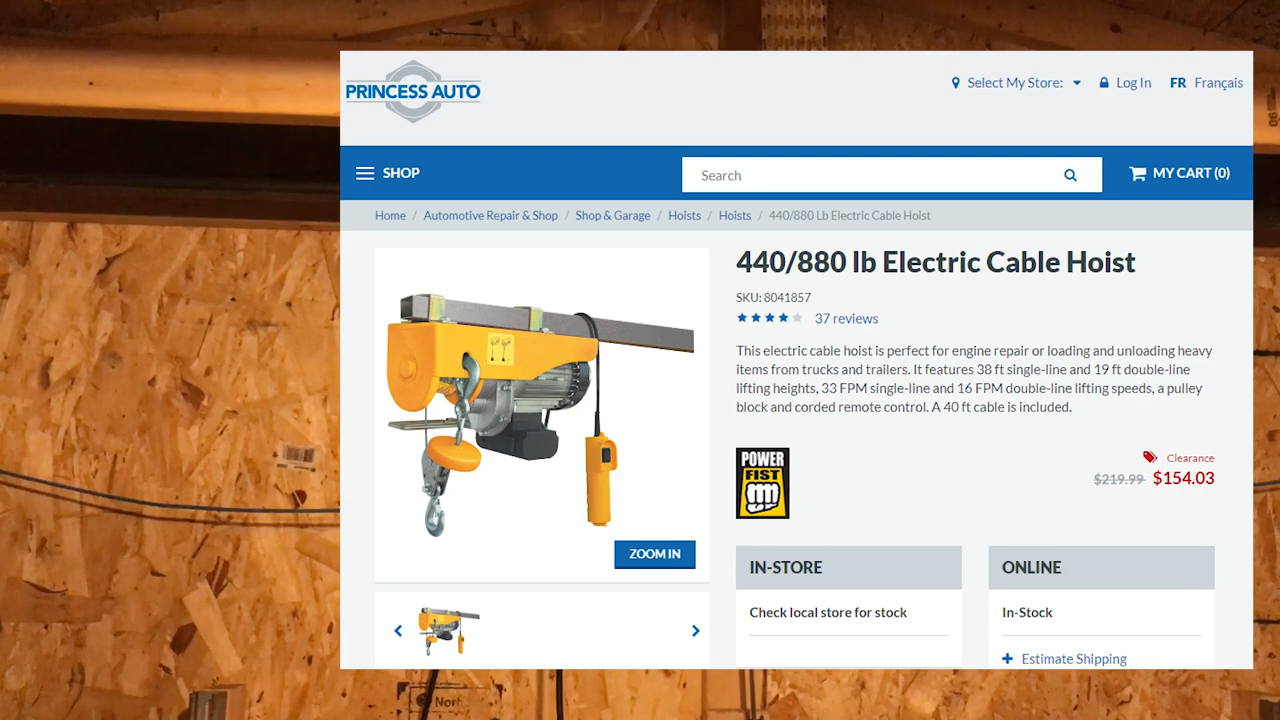 PRINCESS AUTO
Select My Store:
Log In
FR Français
SHOP
Search
MY CART (0)
Home / Automotive Repair & Shop / Shop & Garage / Hoists / Hoists / 440/880 Lb Electric Cable Hoist
440/880 lb Electric Cable Hoist
SKU: 8041857
37 reviews
This electric cable hoist is perfect for engine repair or loading and unloading heavy
items from trucks and trailers. It features 38 ft single-line and 19 ft double-line
lifting heights, 33 FPM single-line and 16 FPM double-line lifting speeds, a pulley
block and corded remote control. A 40 ft cable is included.
POWER
FIST
Clearance
$219.99 $154.03
ZOOM IN
IN-STORE
Check local store for stock
ONLINE
In-Stock
Estimate Shipping